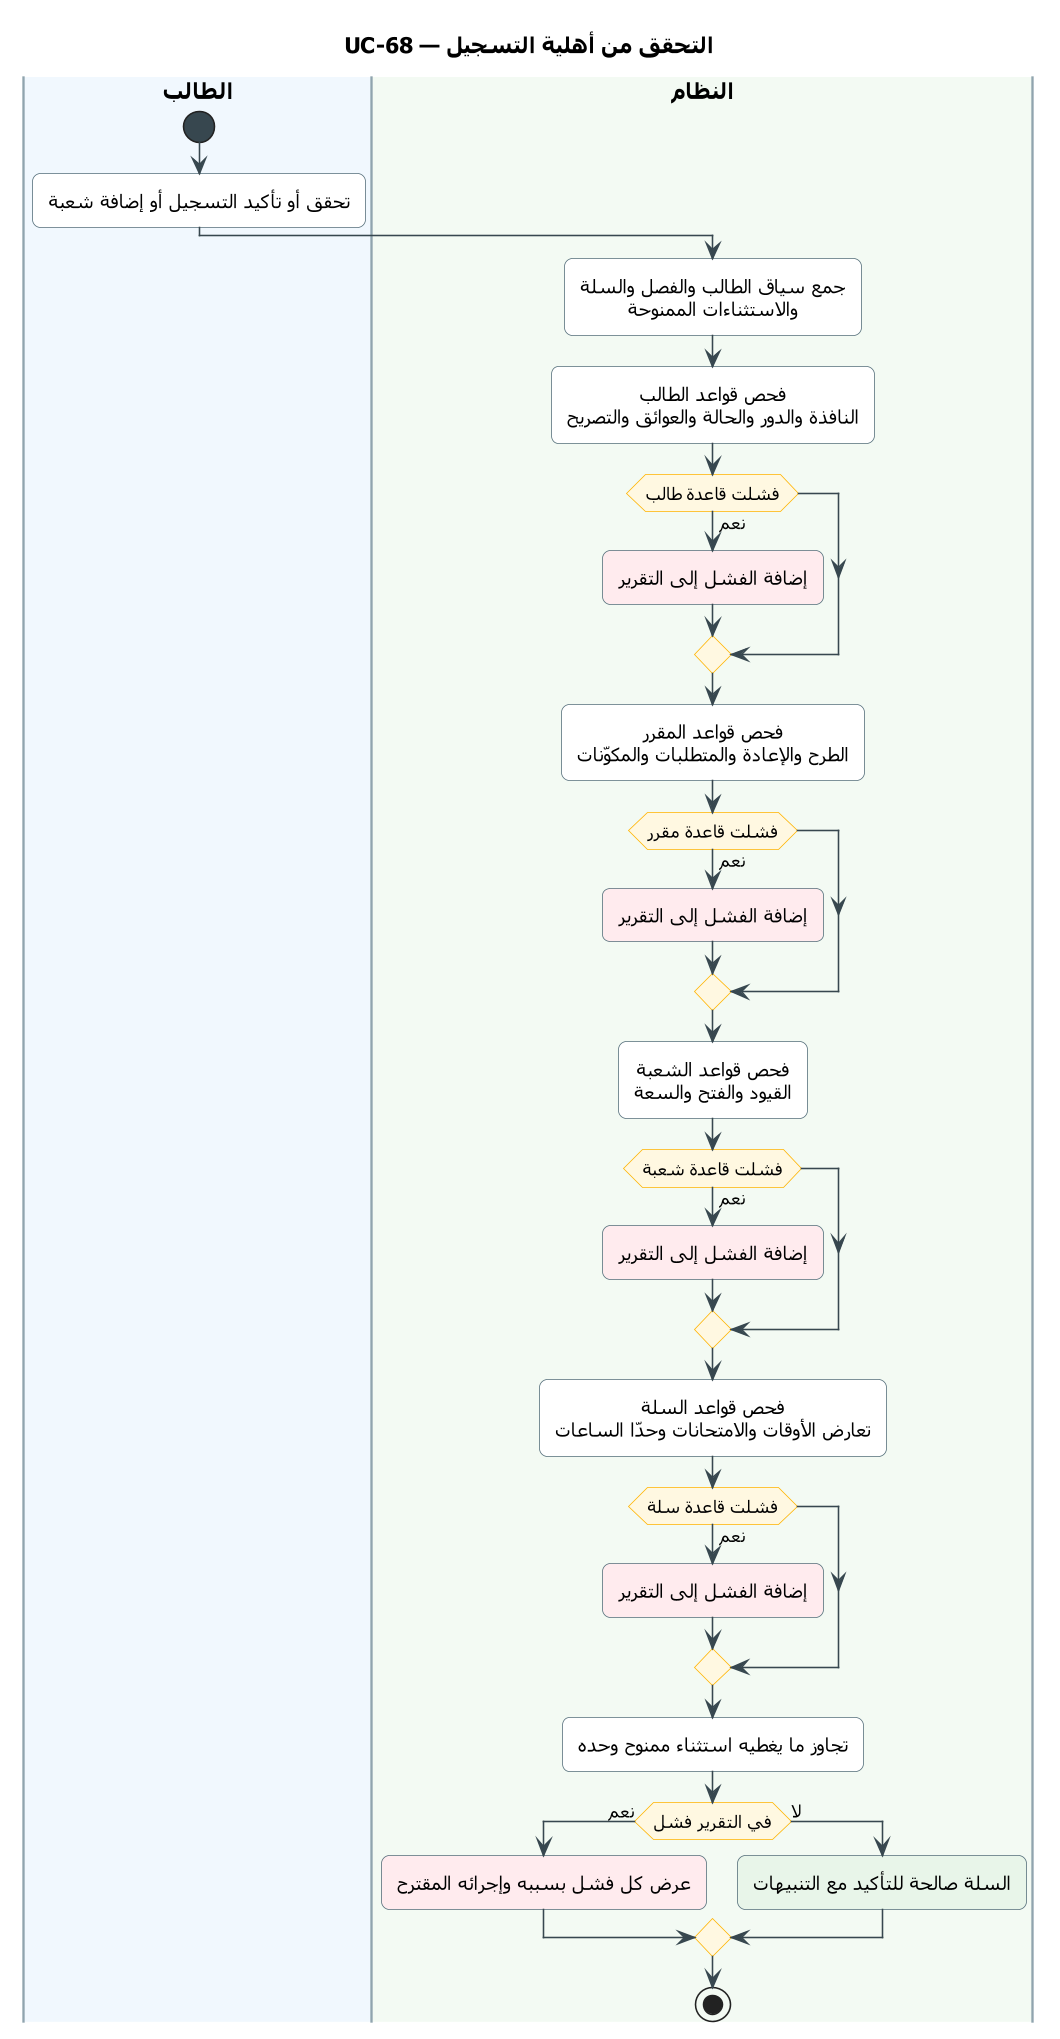 التحقق من أهلية التسجيل — UC-68
الطالب
النظام
تحقق أو تأكيد التسجيل أو إضافة شعبة
جمع سياق الطالب والفصل والسلة
والاستثناءات الممنوحة
فحص قواعد الطالب
النافذة والدور والحالة والعوائق والتصريح
فشلت قاعدة طالب
نعم
إضافة الفشل إلى التقرير
فحص قواعد المقرر
الطرح والإعادة والمتطلبات والمكوّنات
فشلت قاعدة مقرر
نعم
إضافة الفشل إلى التقرير
فحص قواعد الشعبة
القيود والفتح والسعة
فشلت قاعدة شعبة
نعم
إضافة الفشل إلى التقرير
فحص قواعد السلة
تعارض الأوقات والامتحانات وحدّا الساعات
فشلت قاعدة سلة
نعم
إضافة الفشل إلى التقرير
تجاوز ما يغطيه استثناء ممنوح وحده
في التقرير فشل
لا
نعم
السلة صالحة للتأكيد مع التنبيهات
عرض كل فشل بسببه وإجرائه المقترح